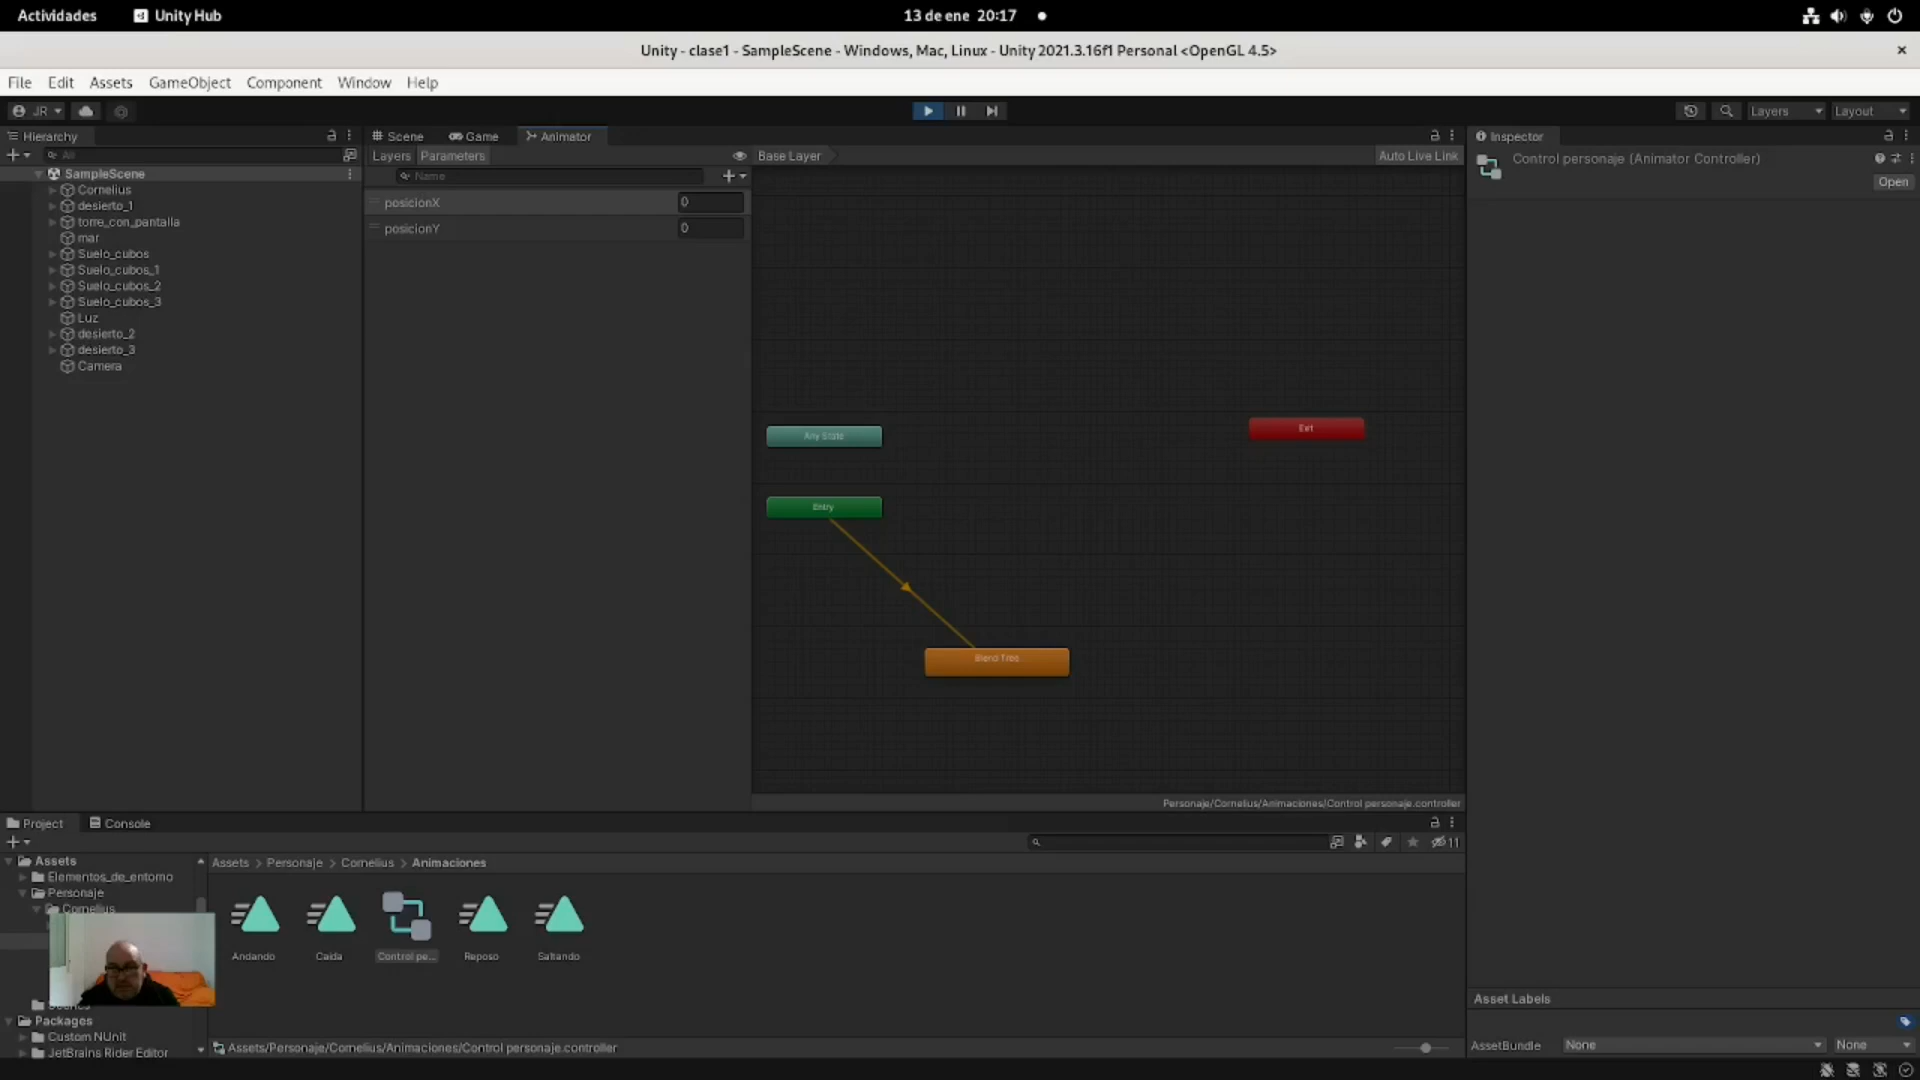 Actividades
Unity Hub
13 de ene 20:17
Unity - clase1 - SampleScene - Windows, Mac, Linux - Unity 2021.3.16f1 Personal <OpenGL 4.5>
File Edit Assets GameObject Component Window Help
JR
Layers
Layout
Hierarchy
All
SampleScene
Cornelius
desierto_1
torre_con_pantalla
mar
Suelo_cubos
Suelo_cubos_1
Suelo_cubos_2
Suelo_cubos_3
Luz
desierto_2
desierto_3
Camera
Scene Game Animator
Layers Parameters
Base Layer
Auto Live Link
Name
posicionX 0
posicionY 0
Any State
Entry
Exit
Blend Tree
Personaje/Cornelius/Animaciones/Control personaje.controller
Inspector
Control personaje (Animator Controller)
Open
Project Console
11
Assets
Elementos_de_entorno
Personaje
Cornelius
Packages
Custom NUnit
JetBrains Rider Editor
Assets > Personaje > Cornelius > Animaciones
Andando
Caida
Control pe...
Reposo
Saltando
Assets/Personaje/Cornelius/Animaciones/Control personaje.controller
Asset Labels
AssetBundle None None